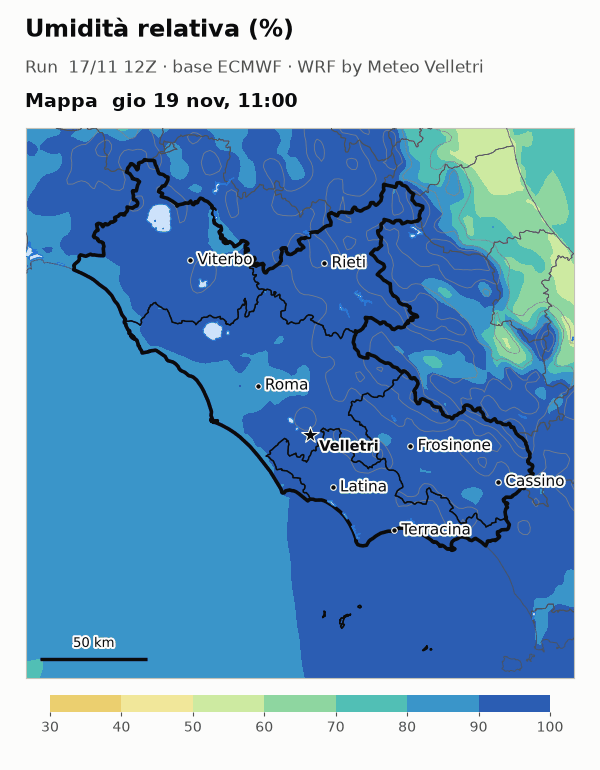 Umidità relativa (%)
Run  17/11 12Z · base ECMWF · WRF by Meteo Velletri
Mappa  gio 19 nov, 11:00
Viterbo
Rieti
Roma
Velletri
Frosinone
Cassino
Latina
Terracina
50 km
30 40 50 60 70 80 90 100